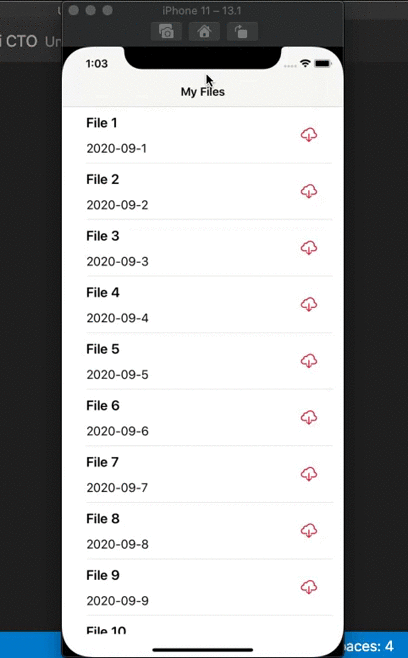 iPhone 11 – 13.1
i CTO Un
1:03
My Files
File 1
2020-09-1
File 2
2020-09-2
File 3
2020-09-3
File 4
2020-09-4
File 5
2020-09-5
File 6
2020-09-6
File 7
2020-09-7
File 8
2020-09-8
File 9
2020-09-9
File 10
paces: 4